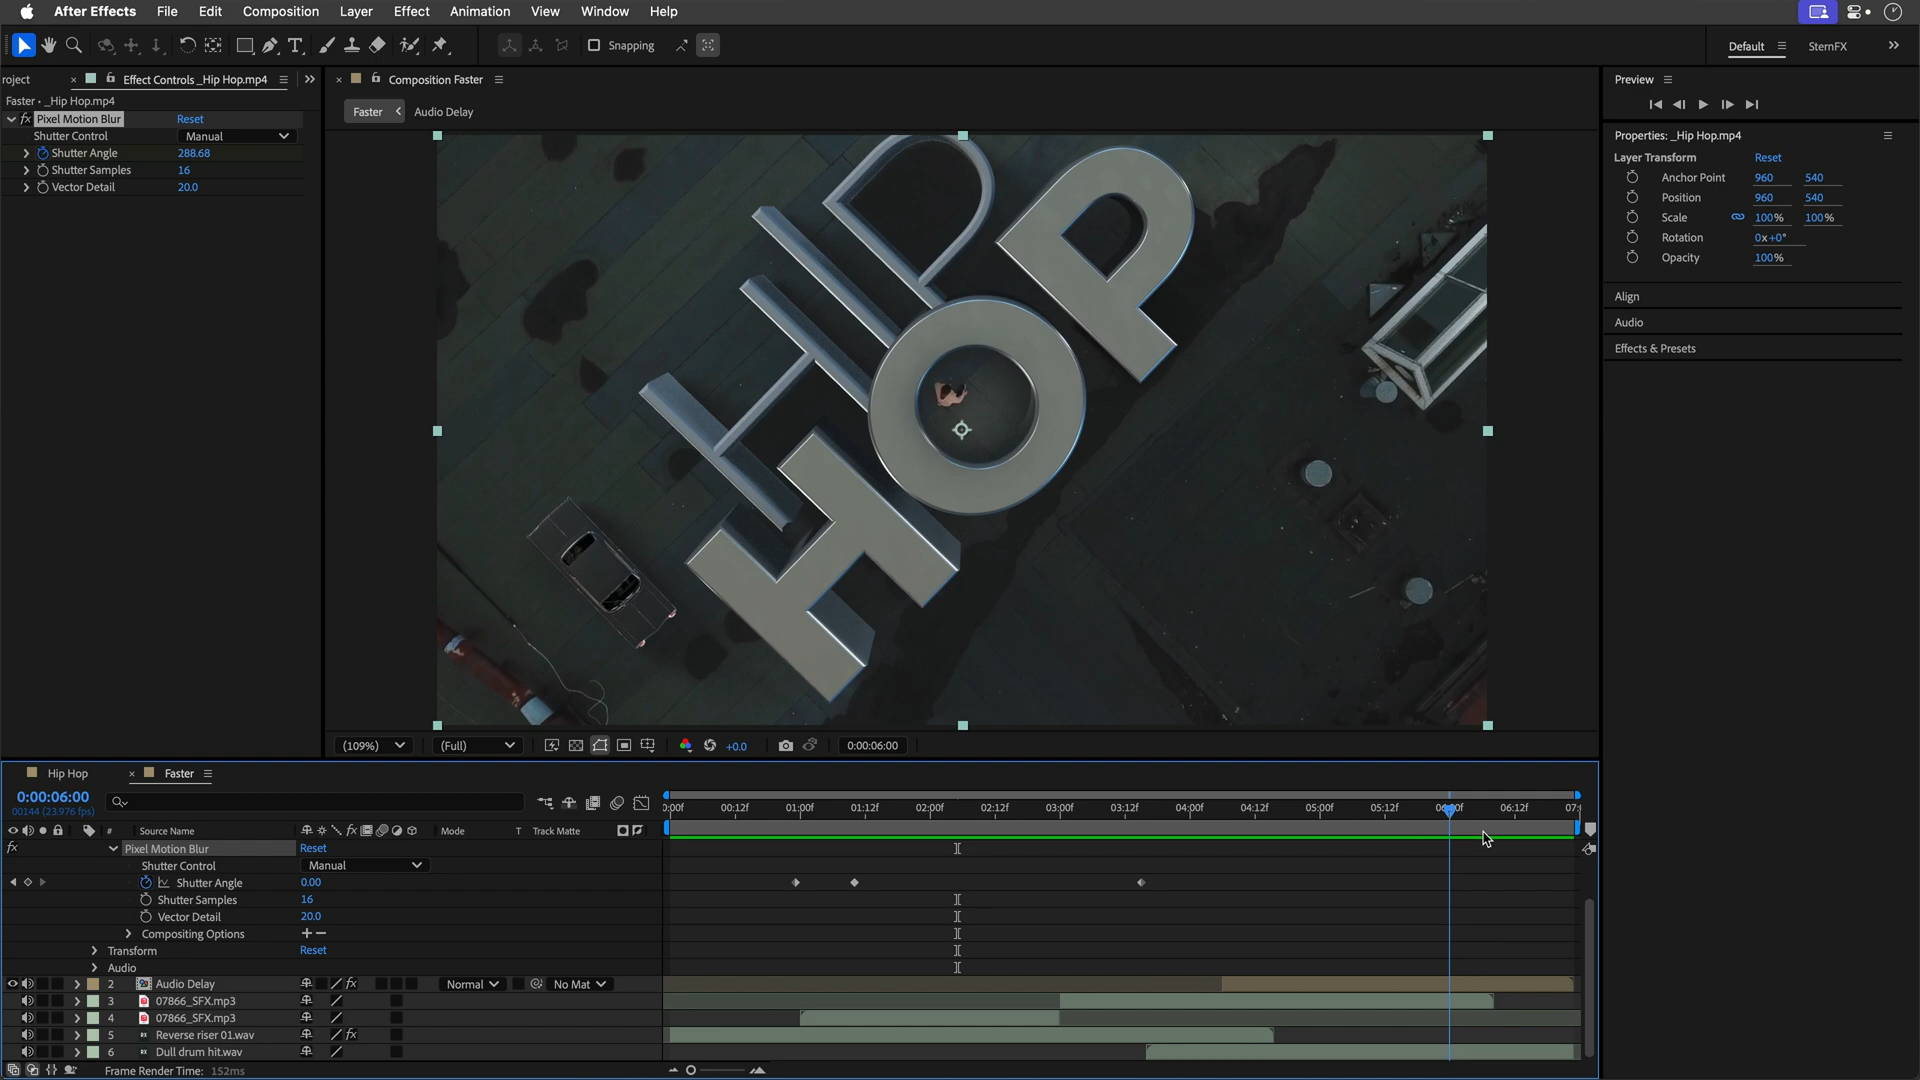 After Effects File Edit Composition Layer Effect Animation View Window Help
Snapping
Default
SternFX
roject
Effect Controls _Hip Hop.mp4
Faster • _Hip Hop.mp4
fx Pixel Motion Blur Reset
Shutter Control Manual
Shutter Angle 288.68
Shutter Samples 16
Vector Detail 20.0
Composition Faster
Faster
Audio Delay
HIP
HOP
(109%)
(Full)
+0.0
0:00:06:00
Preview
Properties: _Hip Hop.mp4
Layer Transform Reset
Anchor Point 960 540
Position 960 540
Scale 100% 100%
Rotation 0x+0°
Opacity 100%
Align
Audio
Effects & Presets
Hip Hop
Faster
0:00:06:00
00144 (23.976 fps)
0:00f 00:12f 01:00f 01:12f 02:00f 02:12f 03:00f 03:12f 04:00f 04:12f 05:00f 05:12f 06:00f 06:12f 07:
# Source Name fx Mode T Track Matte
fx Pixel Motion Blur Reset
Shutter Control Manual
Shutter Angle 0.00
Shutter Samples 16
Vector Detail 20.0
Compositing Options + −
Transform Reset
Audio
2 Audio Delay fx Normal No Mat
3 07866_SFX.mp3
4 07866_SFX.mp3
5 Reverse riser 01.wav fx
6 Dull drum hit.wav
Frame Render Time: 152ms